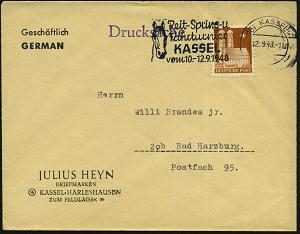 Geschäftlich
GERMAN
Drucksache
Reit-Spring-u
Fahrturnier
KASSEL
vom 10.-12.9.1948
KASSEL
12.9.48.-
DEUTSCHE POST
Herrn
Willi Brandes jr.
20b Bad Harzburg.
Postfach 95.
JULIUS HEYN
BRIEFMARKEN
KASSEL-HARLESHAUSEN
ZUM FELDLAGER